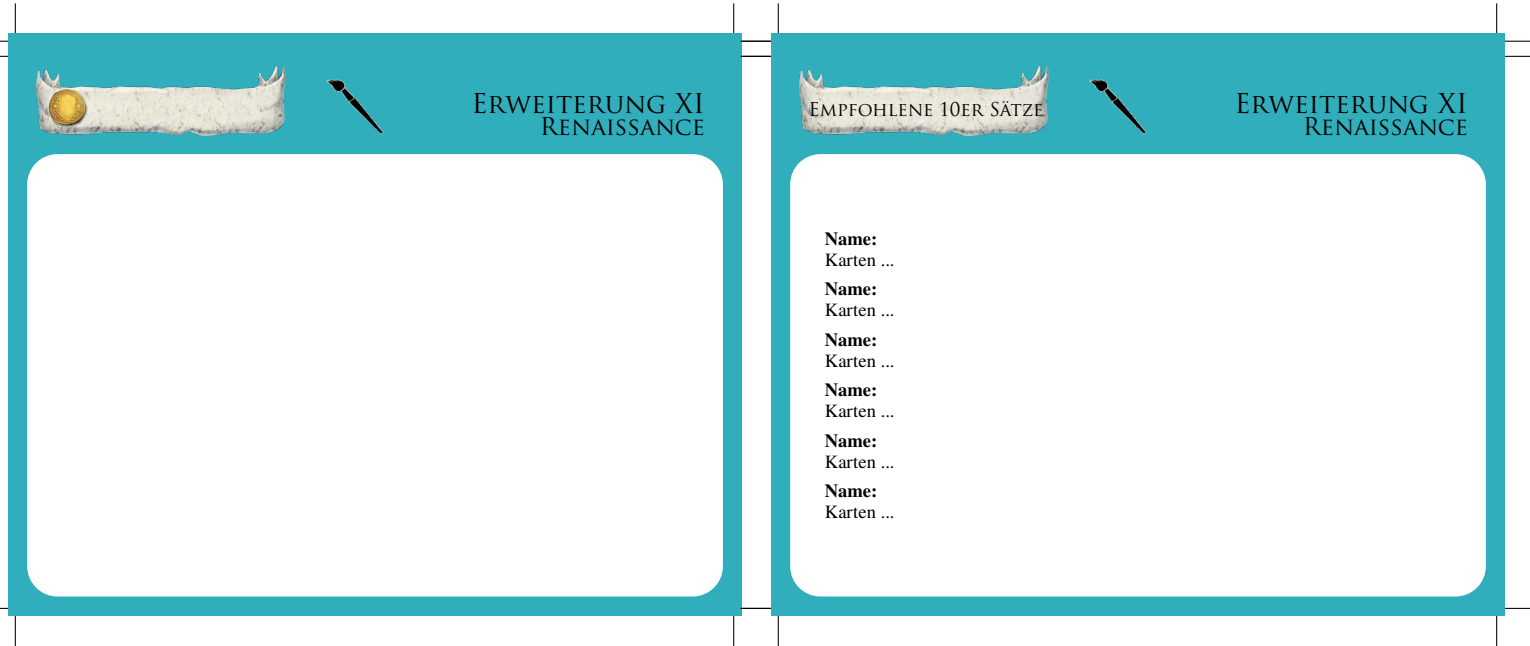 Erweiterung XI
Renaissance
Empfohlene 10er Sätze
Erweiterung XI
Renaissance
Name:
Karten ...
Name:
Karten ...
Name:
Karten ...
Name:
Karten ...
Name:
Karten ...
Name:
Karten ...